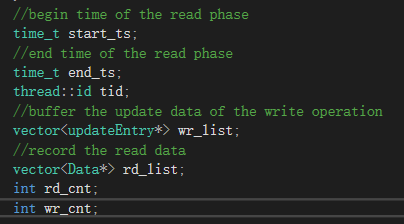 //begin time of the read phase
time_t start_ts;
//end time of the read phase
time_t end_ts;
thread::id tid;
//buffer the update data of the write operation
vector<updateEntry*> wr_list;
//record the read data
vector<Data*> rd_list;
int rd_cnt;
int wr_cnt;